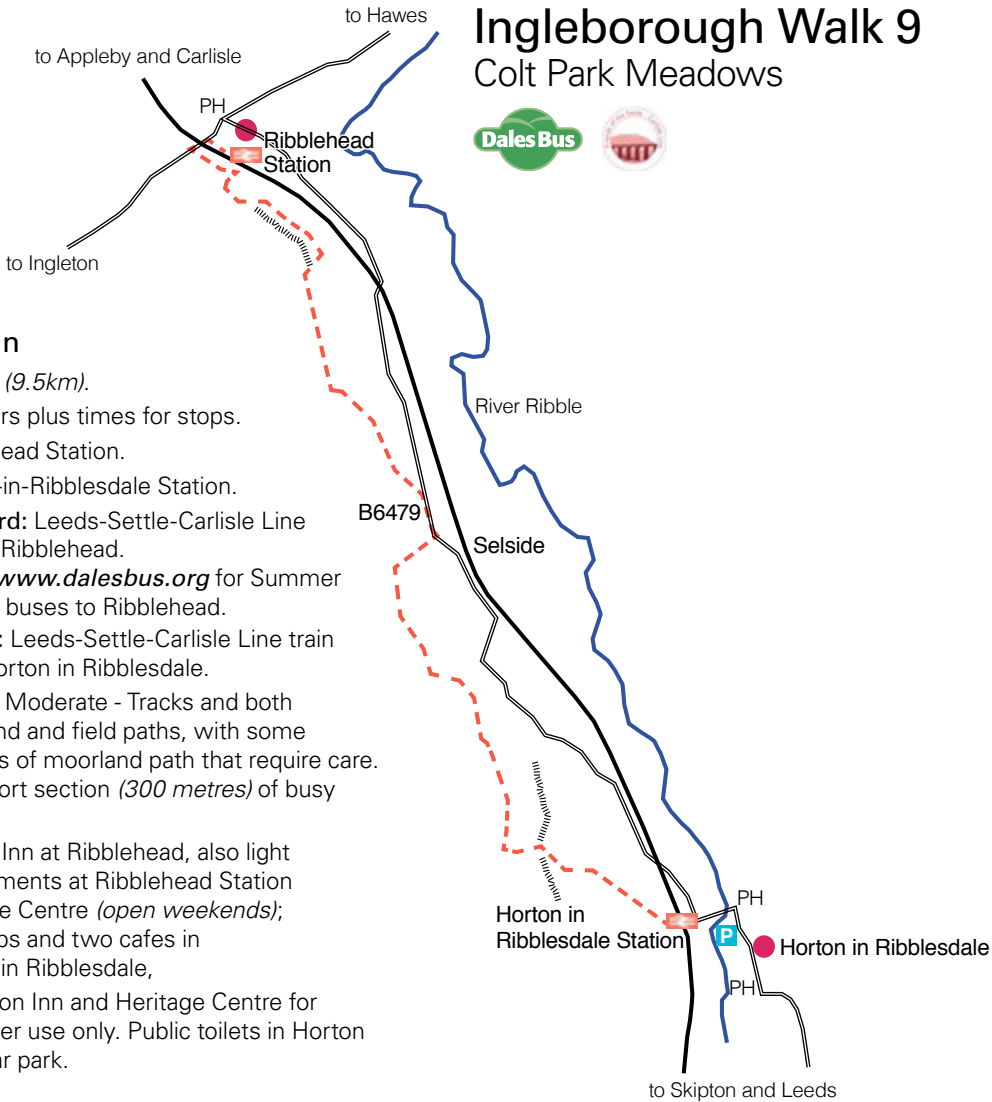 Ingleborough Walk 9
Colt Park Meadows
Dales Bus
to Hawes
to Appleby and Carlisle
PH
Ribblehead
Station
to Ingleton
River Ribble
B6479
Selside
Horton in
Ribblesdale Station
PH
P
Horton in Ribblesdale
PH
to Skipton and Leeds
n
(9.5km).
rs plus times for stops.
ead Station.
-in-Ribblesdale Station.
rd: Leeds-Settle-Carlisle Line
Ribblehead.
www.dalesbus.org for Summer
buses to Ribblehead.
: Leeds-Settle-Carlisle Line train
orton in Ribblesdale.
Moderate - Tracks and both
nd and field paths, with some
s of moorland path that require care.
ort section (300 metres) of busy
Inn at Ribblehead, also light
ments at Ribblehead Station
e Centre (open weekends);
bs and two cafes in
in Ribblesdale,
on Inn and Heritage Centre for
er use only. Public toilets in Horton
ar park.